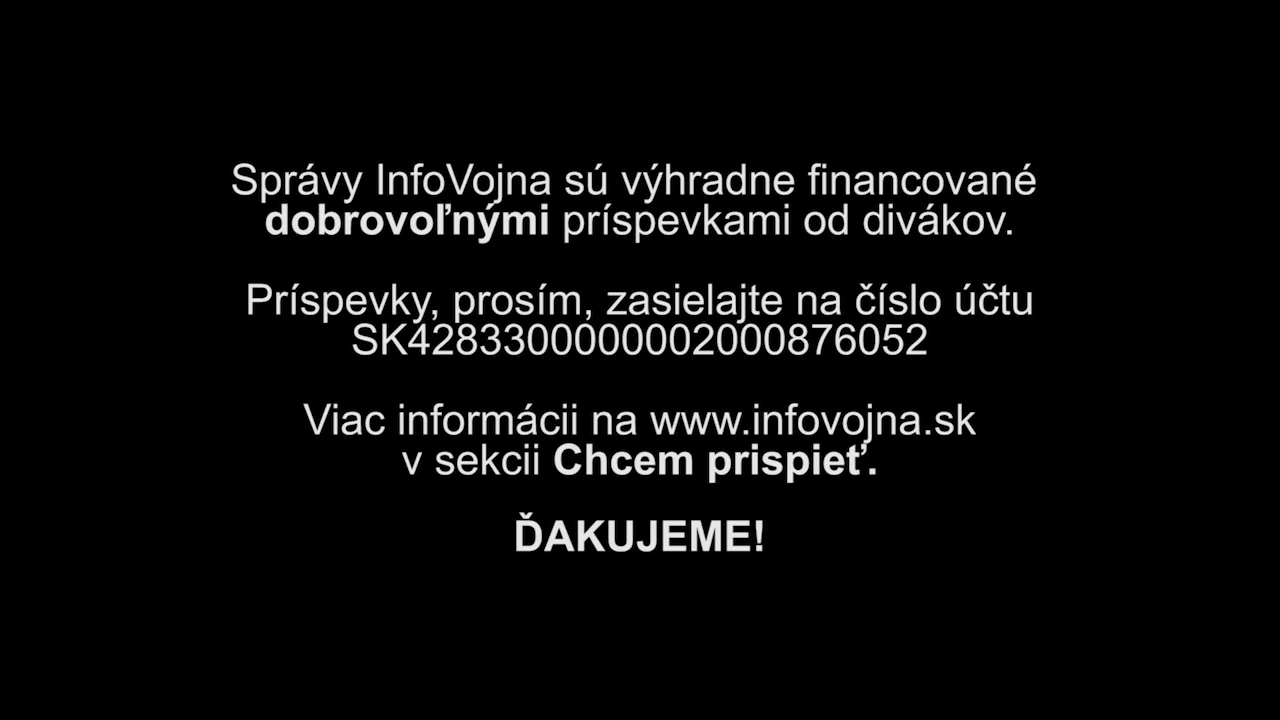 Správy InfoVojna sú výhradne financované
dobrovoľnými príspevkami od divákov.
Príspevky, prosím, zasielajte na číslo účtu
SK4283300000002000876052
Viac informácii na www.infovojna.sk
v sekcii Chcem prispieť.
ĎAKUJEME!